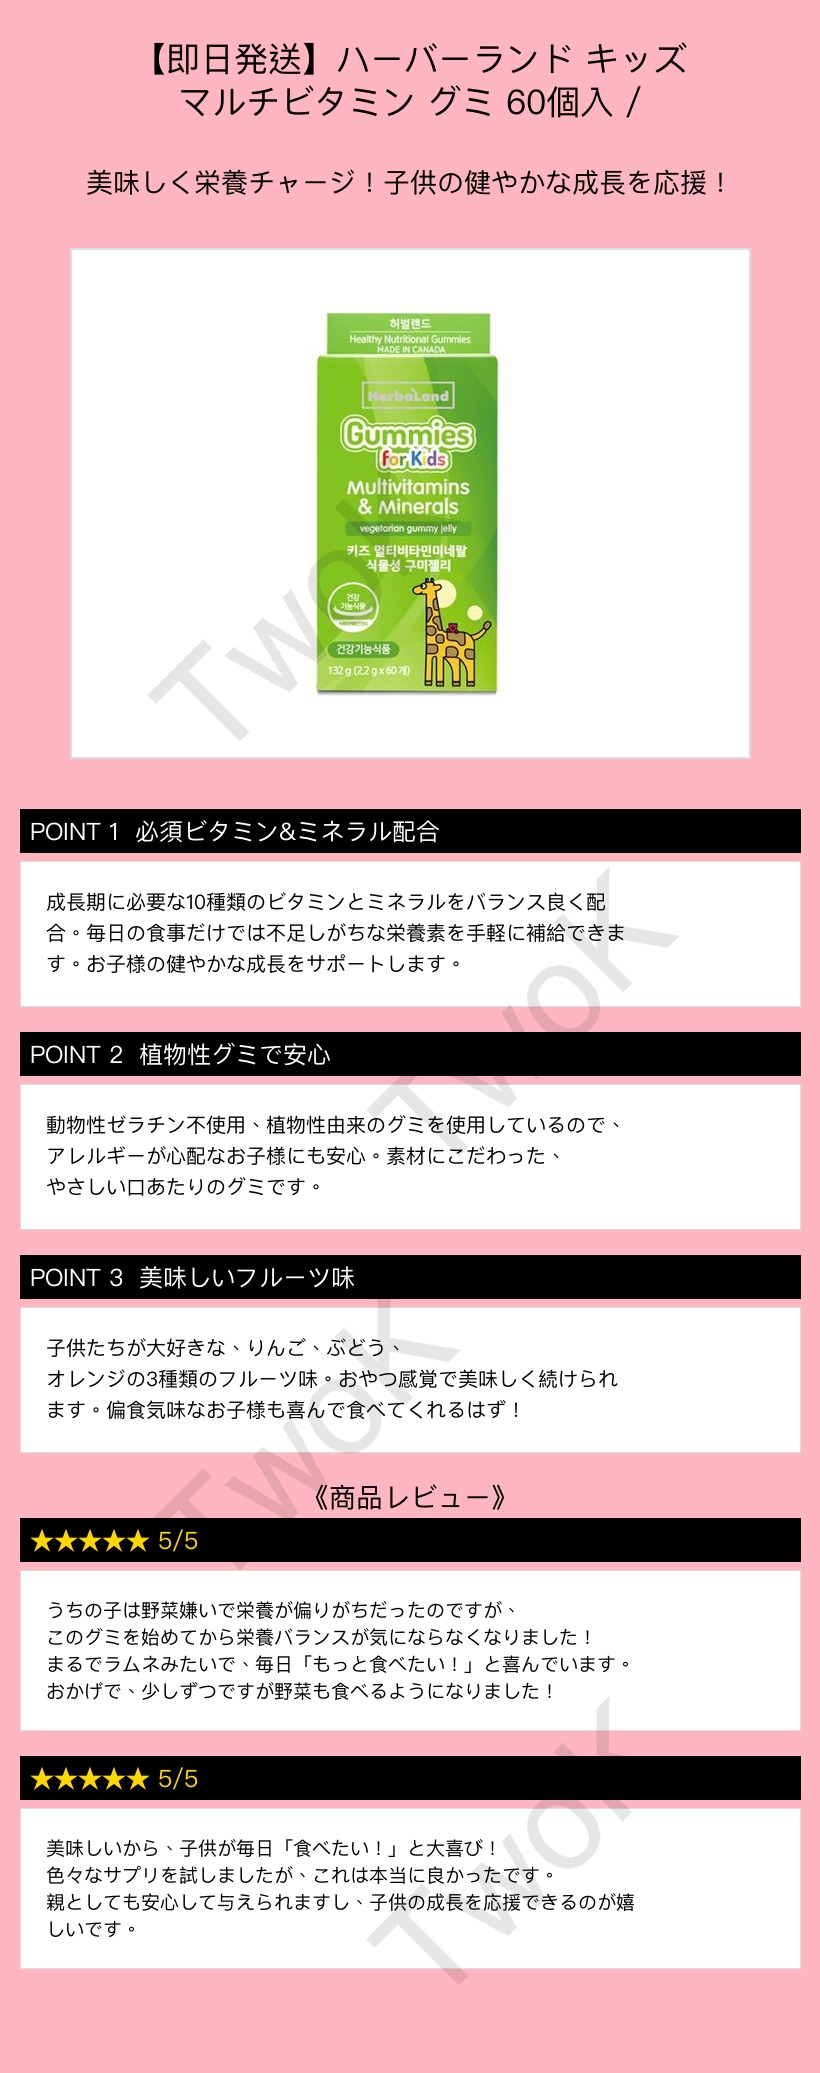 【即日発送】ハーバーランド キッズ
マルチビタミン グミ 60個入 /
美味しく栄養チャージ！子供の健やかな成長を応援！
허벌랜드
Healthy Nutritional Gummies
MADE IN CANADA
HerbaLand
Gummies
for Kids
Multivitamins
& Minerals
vegetarian gummy jelly
키즈 멀티비타민미네랄
식물성 구미젤리
건강
기능식품
건강기능식품
132 g (2.2 g x 60 개)
TwoK
POINT 1 必須ビタミン&ミネラル配合
成長期に必要な10種類のビタミンとミネラルをバランス良く配
合。毎日の食事だけでは不足しがちな栄養素を手軽に補給できま
す。お子様の健やかな成長をサポートします。
TwoK
POINT 2 植物性グミで安心
動物性ゼラチン不使用、植物性由来のグミを使用しているので、
アレルギーが心配なお子様にも安心。素材にこだわった、
やさしい口あたりのグミです。
POINT 3 美味しいフルーツ味
子供たちが大好きな、りんご、ぶどう、
オレンジの3種類のフルーツ味。おやつ感覚で美味しく続けられ
ます。偏食気味なお子様も喜んで食べてくれるはず！
TwoK
《商品レビュー》
★★★★★ 5/5
うちの子は野菜嫌いで栄養が偏りがちだったのですが、
このグミを始めてから栄養バランスが気にならなくなりました！
まるでラムネみたいで、毎日「もっと食べたい！」と喜んでいます。
おかげで、少しずつですが野菜も食べるようになりました！
★★★★★ 5/5
美味しいから、子供が毎日「食べたい！」と大喜び！
色々なサプリを試しましたが、これは本当に良かったです。
親としても安心して与えられますし、子供の成長を応援できるのが嬉
しいです。
TwoK